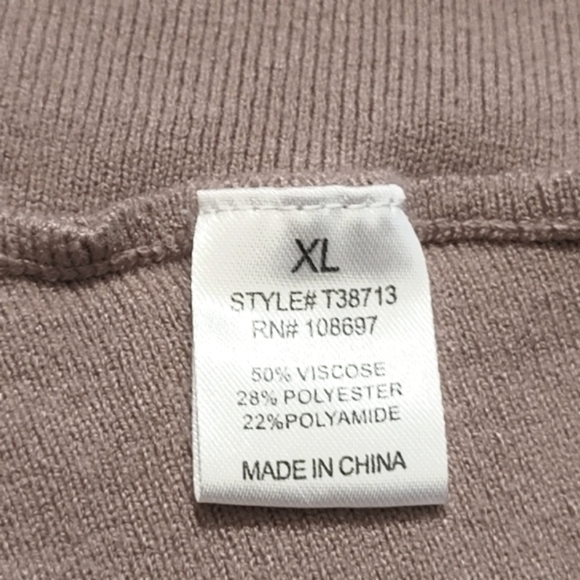 XL
STYLE# T38713
RN# 108697
50% VISCOSE
28% POLYESTER
22%POLYAMIDE
MADE IN CHINA